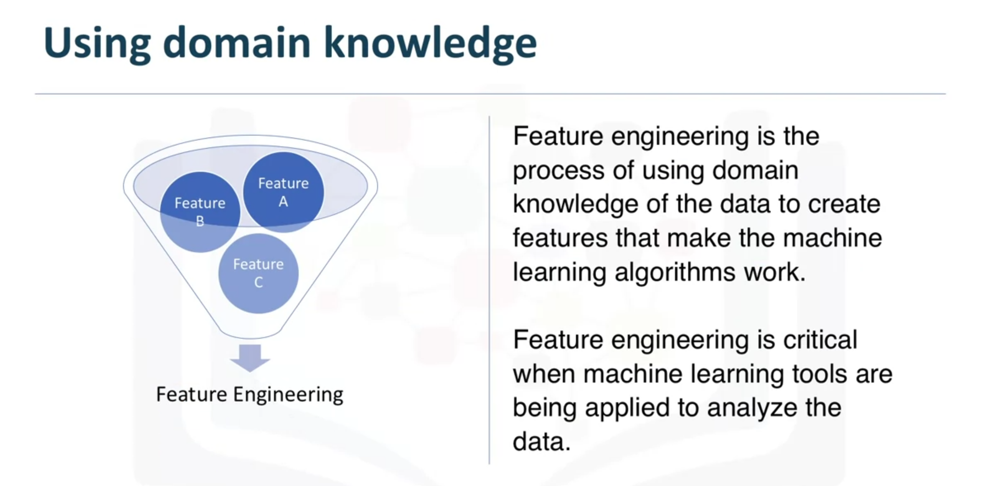 Using domain knowledge
Feature
A
Feature
B
Feature
C
Feature Engineering
Feature engineering is the
process of using domain
knowledge of the data to create
features that make the machine
learning algorithms work.
Feature engineering is critical
when machine learning tools are
being applied to analyze the
data.